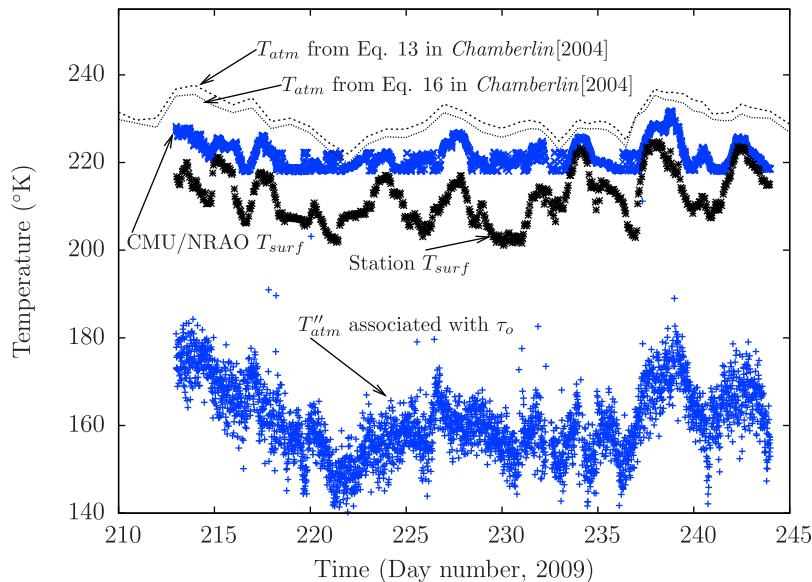 T_atm from Eq. 13 in Chamberlin[2004]
T_atm from Eq. 16 in Chamberlin[2004]
CMU/NRAO T_surf
Station T_surf
T''_atm associated with τ_o
Temperature (°K)
240
220
200
180
160
140
210 215 220 225 230 235 240 245
Time (Day number, 2009)